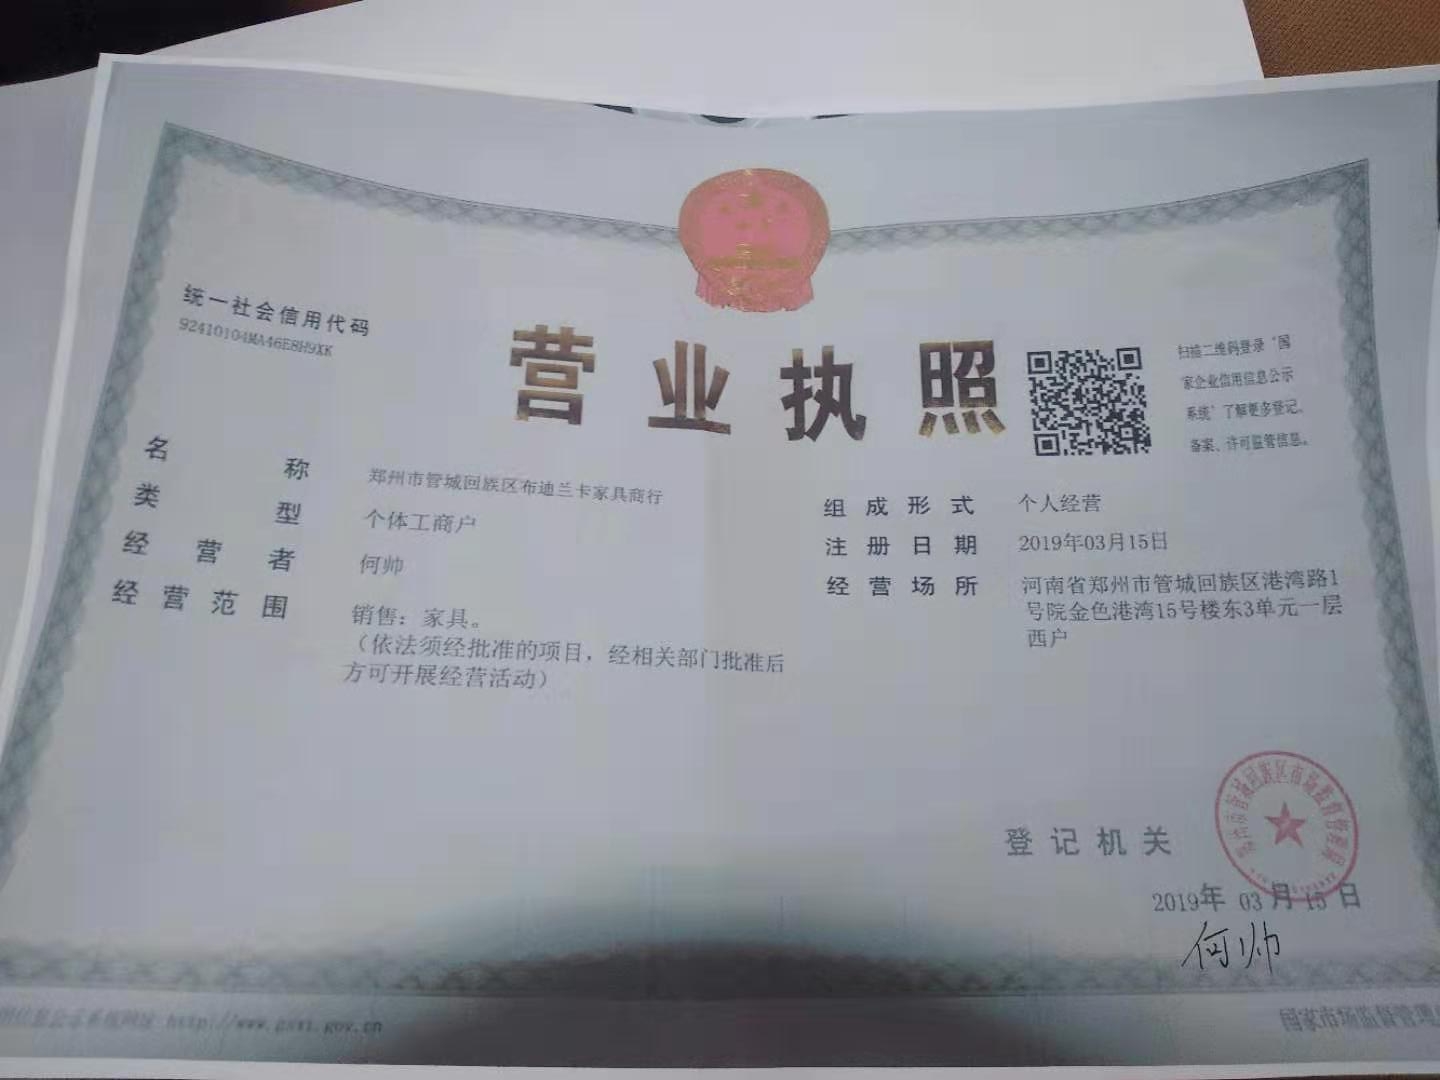 统一社会信用代码
92410104MA46E8H9XK
营业执照
扫描二维码登录‘国
家企业信用信息公示
系统’了解更多登记、
备案、许可监管信息。
名称 郑州市管城回族区布迪兰卡家具商行
类型 个体工商户
经营者 何帅
经营范围 销售：家具。
（依法须经批准的项目，经相关部门批准后
方可开展经营活动）
组成形式 个人经营
注册日期 2019年03月15日
经营场所 河南省郑州市管城回族区港湾路1
号院金色港湾15号楼东3单元一层
西户
登记机关
郑州市管城回族区市场监督管理局
2019年 03 月 15 日
何帅
信息公示系统网址 http://www.gsxt.gov.cn
国家市场监督管理